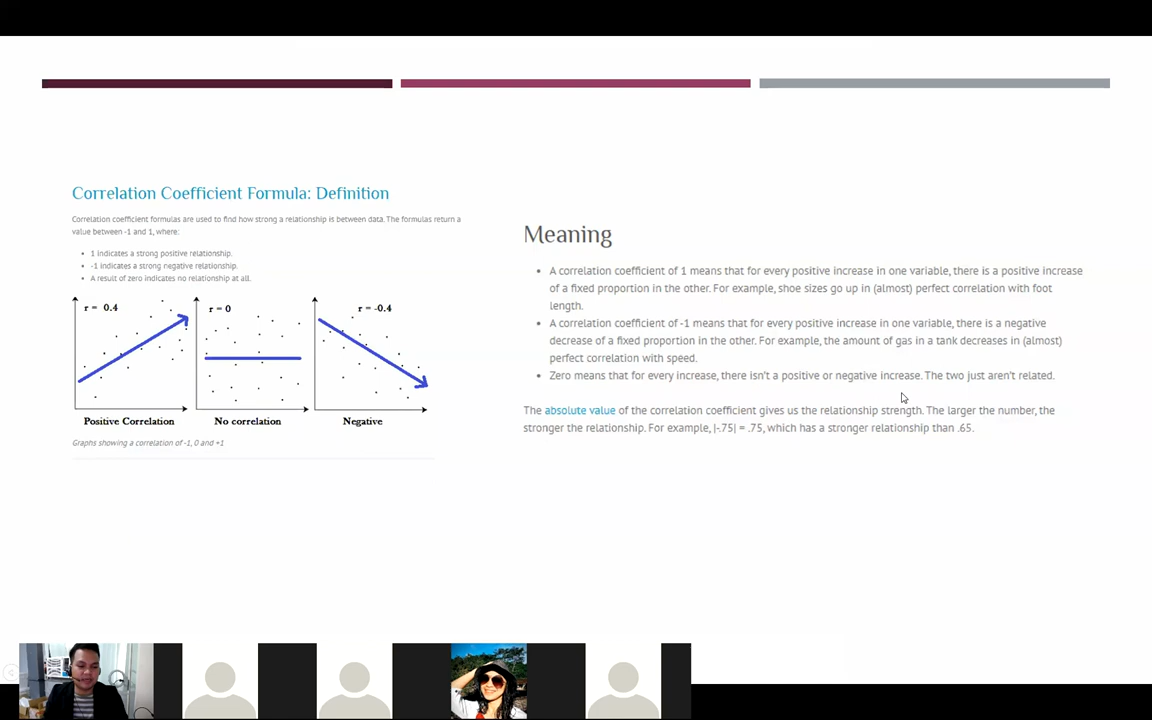 Correlation Coefficient Formula: Definition
Correlation coefficient formulas are used to find how strong a relationship is between data. The formulas return a
value between -1 and 1, where:
• 1 indicates a strong positive relationship.
• -1 indicates a strong negative relationship.
• A result of zero indicates no relationship at all.
r = 0.4
r = 0
r = -0.4
Positive Correlation
No correlation
Negative
Graphs showing a correlation of -1, 0 and +1
Meaning
• A correlation coefficient of 1 means that for every positive increase in one variable, there is a positive increase
of a fixed proportion in the other. For example, shoe sizes go up in (almost) perfect correlation with foot
length.
• A correlation coefficient of -1 means that for every positive increase in one variable, there is a negative
decrease of a fixed proportion in the other. For example, the amount of gas in a tank decreases in (almost)
perfect correlation with speed.
• Zero means that for every increase, there isn't a positive or negative increase. The two just aren't related.
The absolute value of the correlation coefficient gives us the relationship strength. The larger the number, the
stronger the relationship. For example, |-.75| = .75, which has a stronger relationship than .65.